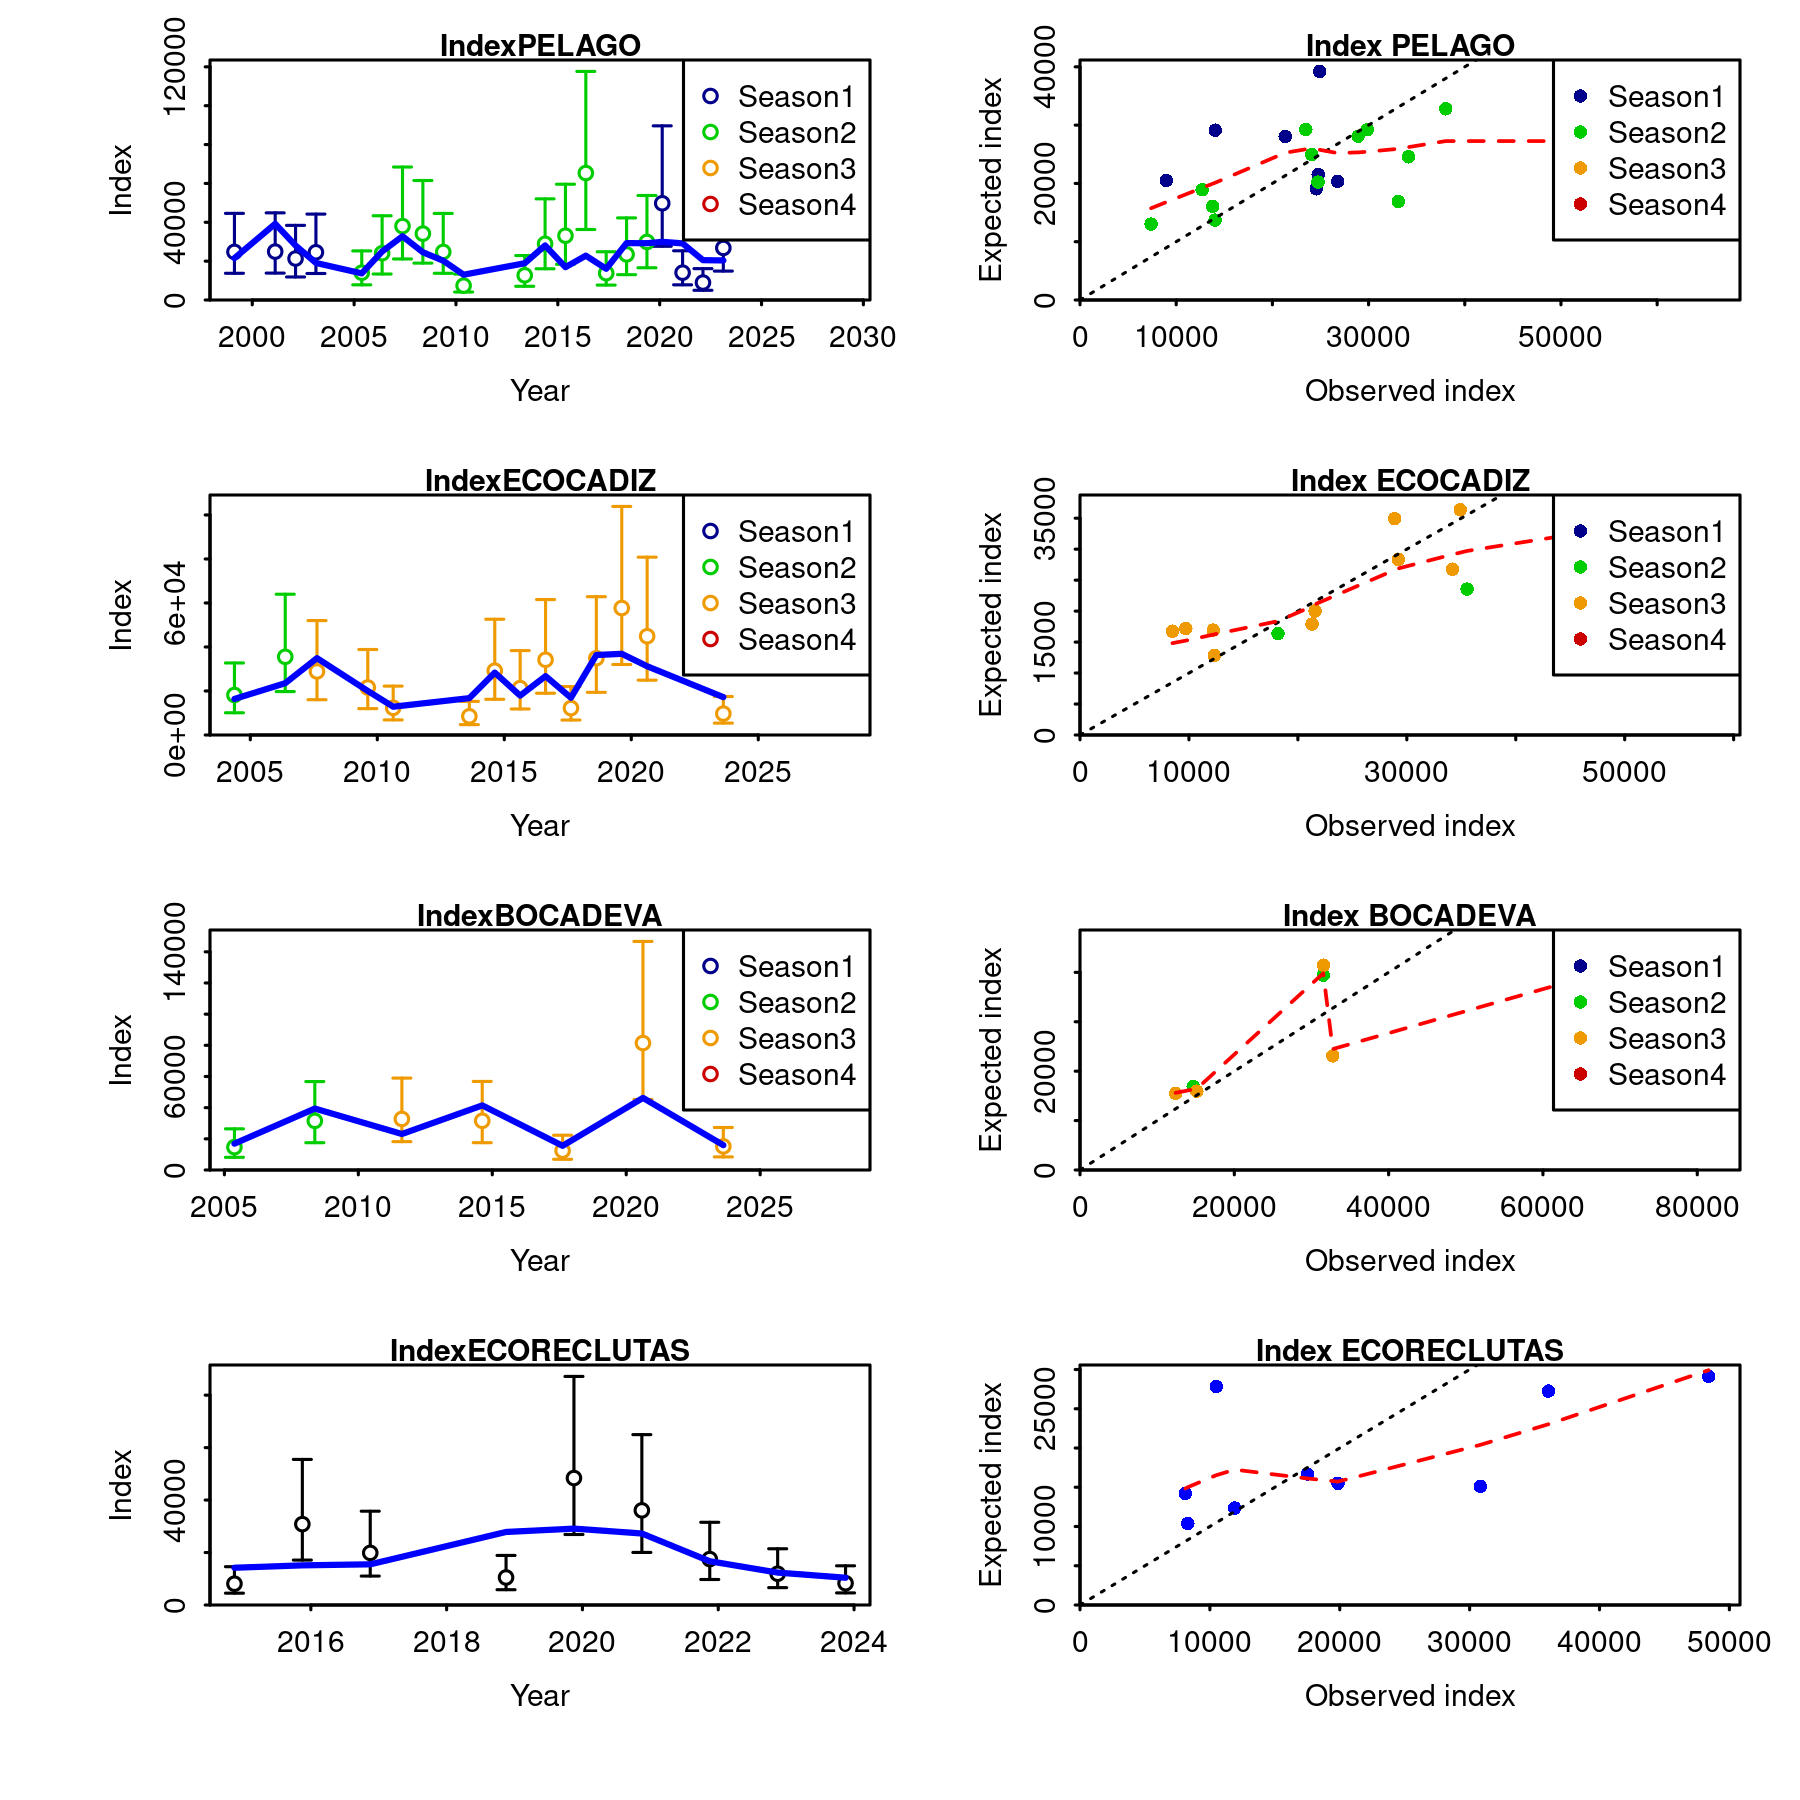 IndexPELAGO
Index
0
40000
120000
Season1
Season2
Season3
Season4
2000 2005 2010 2015 2020 2025 2030
Year
Index PELAGO
Expected index
0
20000
40000
Season1
Season2
Season3
Season4
0 10000 30000 50000
Observed index
IndexECOCADIZ
Index
0e+00
6e+04
Season1
Season2
Season3
Season4
2005 2010 2015 2020 2025
Year
Index ECOCADIZ
Expected index
0
15000
35000
Season1
Season2
Season3
Season4
0 10000 30000 50000
Observed index
IndexBOCADEVA
Index
0
60000
140000
Season1
Season2
Season3
Season4
2005 2010 2015 2020 2025
Year
Index BOCADEVA
Expected index
0
20000
Season1
Season2
Season3
Season4
0 20000 40000 60000 80000
Observed index
IndexECORECLUTAS
Index
0
40000
2016 2018 2020 2022 2024
Year
Index ECORECLUTAS
Expected index
0
10000
25000
0 10000 20000 30000 40000 50000
Observed index